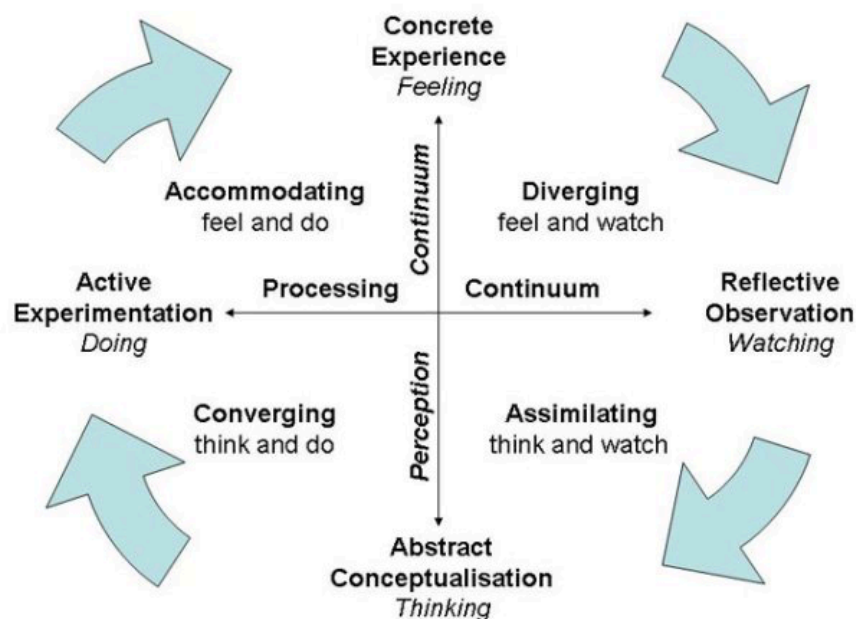 Concrete
Experience
Feeling
Accommodating
feel and do
Continuum
Diverging
feel and watch
Active
Experimentation
Doing
Processing
Continuum
Reflective
Observation
Watching
Converging
think and do
Perception
Assimilating
think and watch
Abstract
Conceptualisation
Thinking